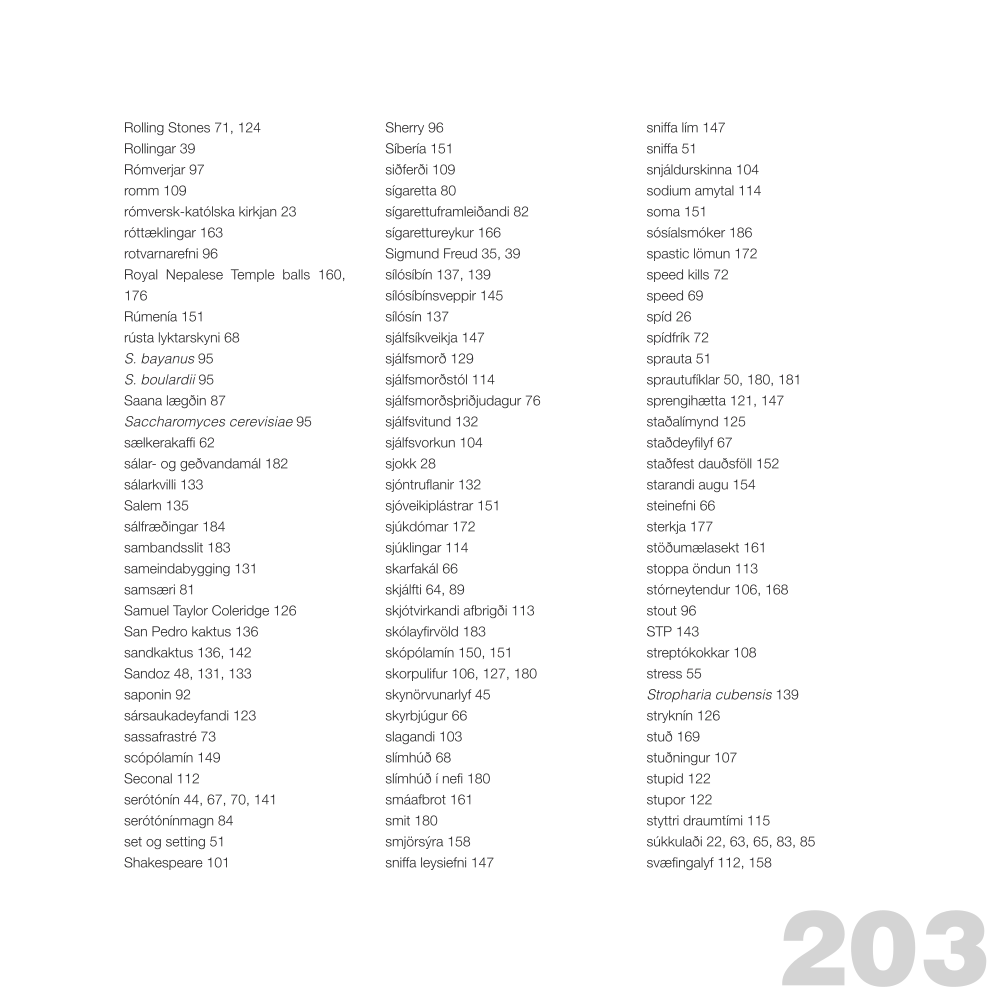 Rolling Stones 71, 124
Rollingar 39
Rómverjar 97
romm 109
rómversk-katólska kirkjan 23
róttæklingar 163
rotvarnarefni 96
Royal Nepalese Temple balls 160,
176
Rúmenía 151
rústa lyktarskyni 68
S. bayanus 95
S. boulardii 95
Saana lægðin 87
Saccharomyces cerevisiae 95
sælkerakaffi 62
sálar- og geðvandamál 182
sálarkvilli 133
Salem 135
sálfræðingar 184
sambandsslit 183
sameindabygging 131
samsæri 81
Samuel Taylor Coleridge 126
San Pedro kaktus 136
sandkaktus 136, 142
Sandoz 48, 131, 133
saponin 92
sársaukadeyfandi 123
sassafrastré 73
scópólamín 149
Seconal 112
serótónín 44, 67, 70, 141
serótónínmagn 84
set og setting 51
Shakespeare 101
Sherry 96
Síbería 151
siðferði 109
sígaretta 80
sígarettuframleiðandi 82
sígarettureykur 166
Sigmund Freud 35, 39
sílósíbín 137, 139
sílósíbínsveppir 145
sílósín 137
sjálfsíkveikja 147
sjálfsmorð 129
sjálfsmorðstól 114
sjálfsmorðsþriðjudagur 76
sjálfsvitund 132
sjálfsvorkun 104
sjokk 28
sjóntruflanir 132
sjóveikiplástrar 151
sjúkdómar 172
sjúklingar 114
skarfakál 66
skjálfti 64, 89
skjótvirkandi afbrigði 113
skólayfirvöld 183
skópólamín 150, 151
skorpulifur 106, 127, 180
skynörvunarlyf 45
skyrbjúgur 66
slagandi 103
slímhúð 68
slímhúð í nefi 180
smáafbrot 161
smit 180
smjörsýra 158
sniffa leysiefni 147
sniffa lím 147
sniffa 51
snjáldurskinna 104
sodium amytal 114
soma 151
sósíalsmóker 186
spastic lömun 172
speed kills 72
speed 69
spíd 26
spídfrík 72
sprauta 51
sprautufíklar 50, 180, 181
sprengihætta 121, 147
staðalímynd 125
staðdeyfilyf 67
staðfest dauðsföll 152
starandi augu 154
steinefni 66
sterkja 177
stöðumælasekt 161
stoppa öndun 113
stórneytendur 106, 168
stout 96
STP 143
streptókokkar 108
stress 55
Stropharia cubensis 139
stryknín 126
stuð 169
stuðningur 107
stupid 122
stupor 122
styttri draumtími 115
súkkulaði 22, 63, 65, 83, 85
svæfingalyf 112, 158
203